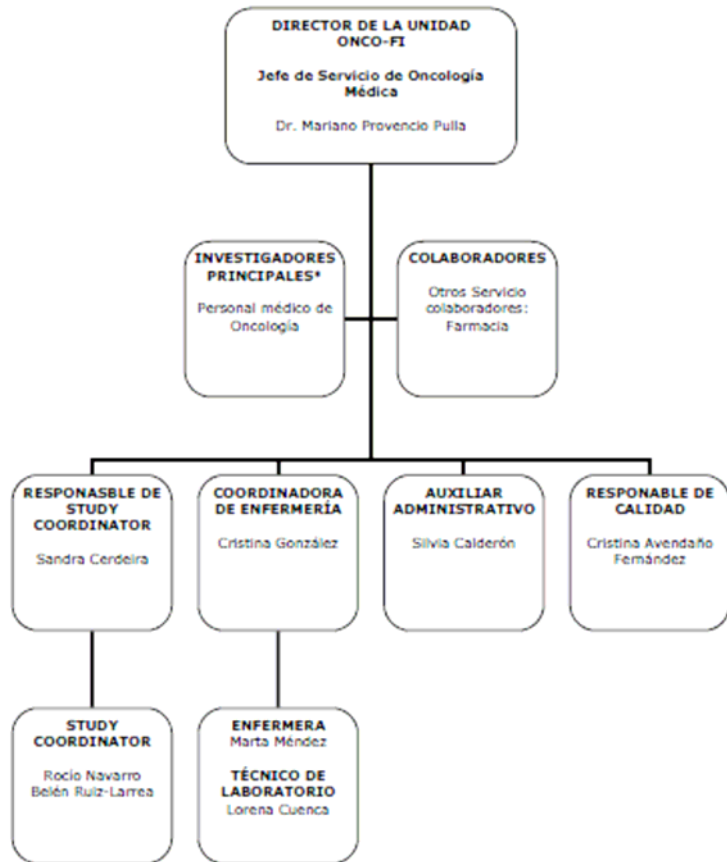 DIRECTOR DE LA UNIDAD
ONCO-FI
Jefe de Servicio de Oncología
Médica
Dr. Mariano Provencio Pulla
INVESTIGADORES
PRINCIPALES*
Personal médico de
Oncología
COLABORADORES
Otros Servicio
colaboradores:
Farmacia
RESPONASBLE DE
STUDY
COORDINATOR
Sandra Cerdeira
COORDINADORA
DE ENFERMERÍA
Cristina González
AUXILIAR
ADMINISTRATIVO
Silvia Calderón
RESPONABLE DE
CALIDAD
Cristina Avendaño
Fernández
STUDY
COORDINATOR
Rocío Navarro
Belén Ruiz-Larrea
ENFERMERA
Marta Méndez
TÉCNICO DE
LABORATORIO
Lorena Cuenca